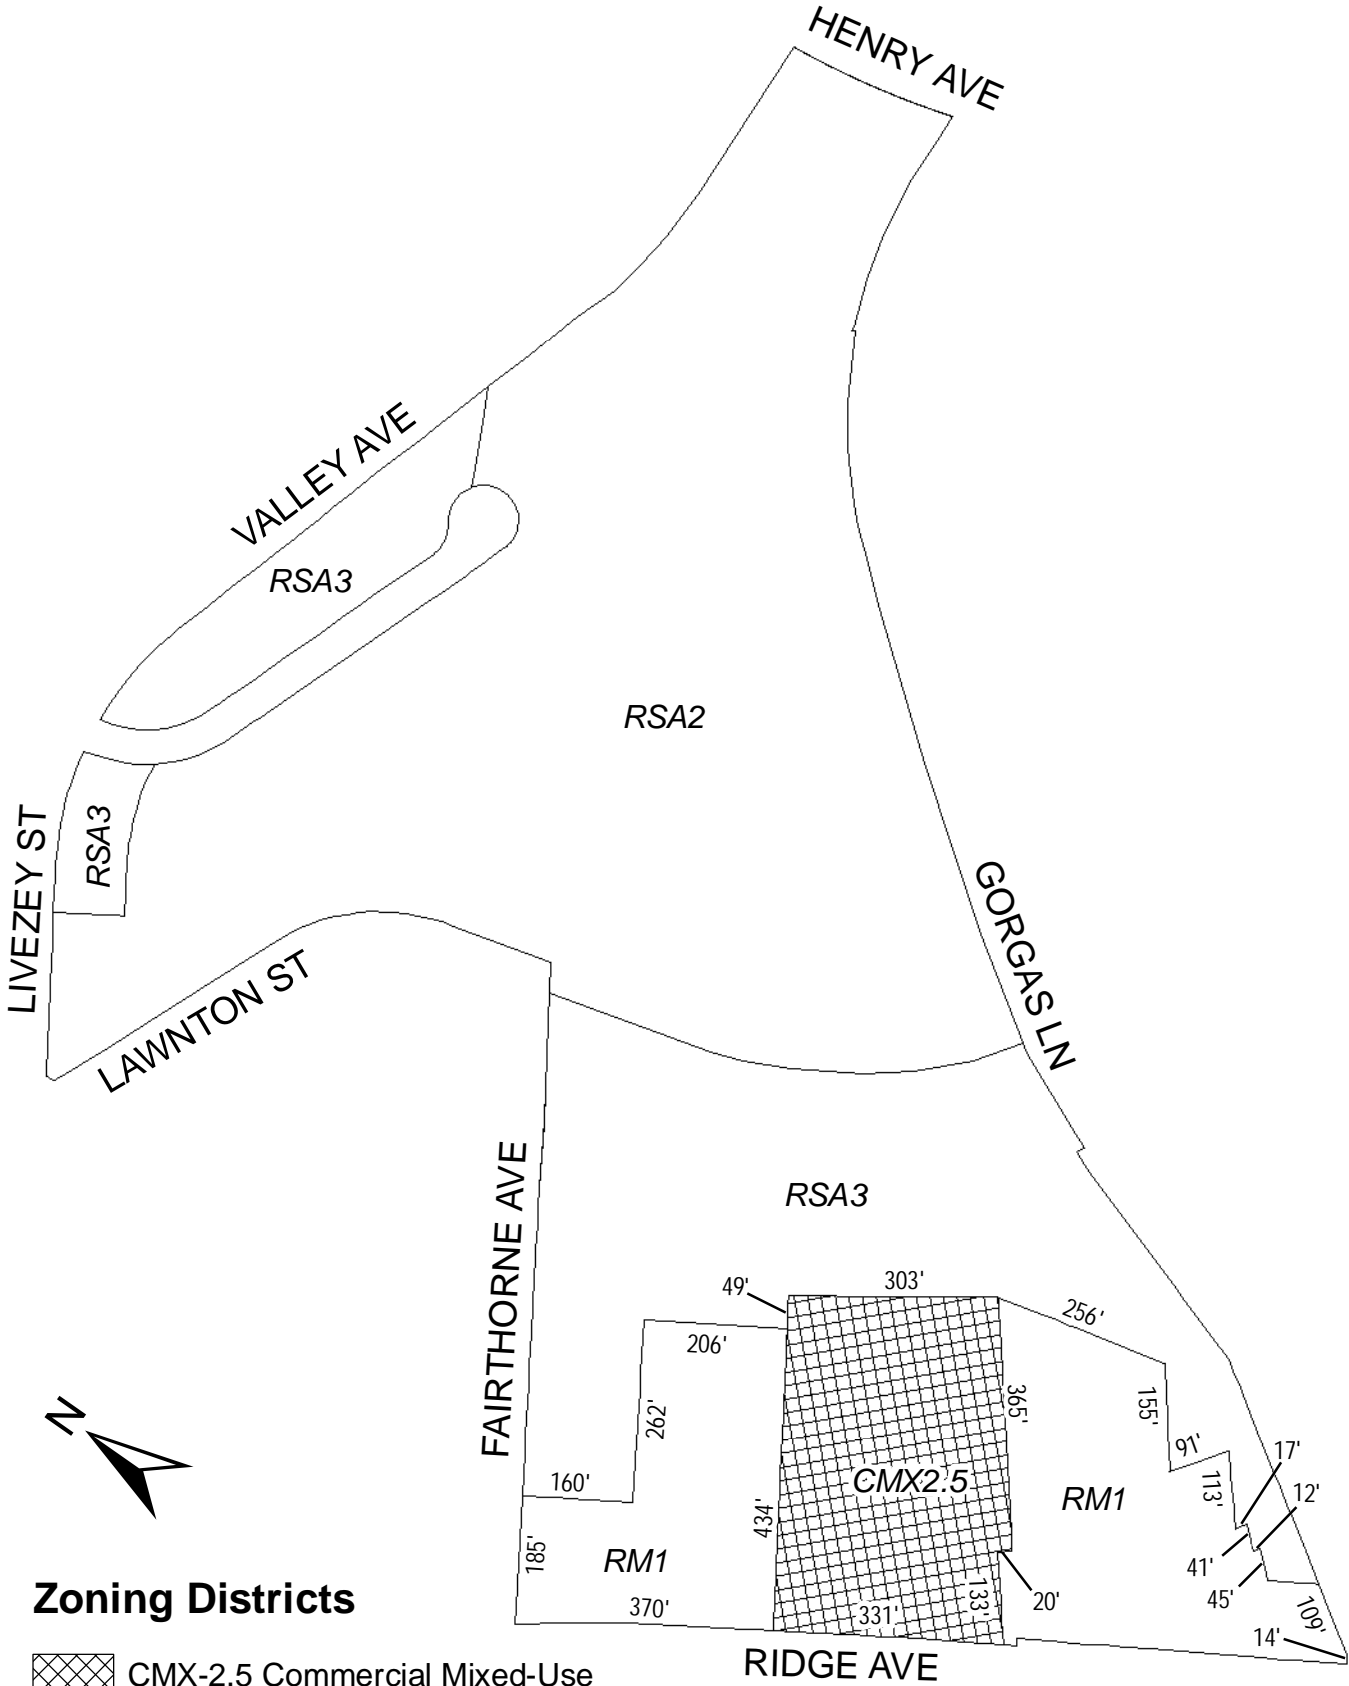 HENRY AVE
VALLEY AVE
RSA3
RSA2
RSA3
LIVEZEY ST
GORGAS LN
LAWNTON ST
FAIRTHORNE AVE
RSA3
49'
303'
256'
206'
262'
365'
155'
91'
17'
113'
12'
160'
CMX2.5
RM1
434'
185'
RM1
41'
45'
20'
133'
109'
370'
331'
14'
RIDGE AVE
N
Zoning Districts
CMX-2.5 Commercial Mixed-Use